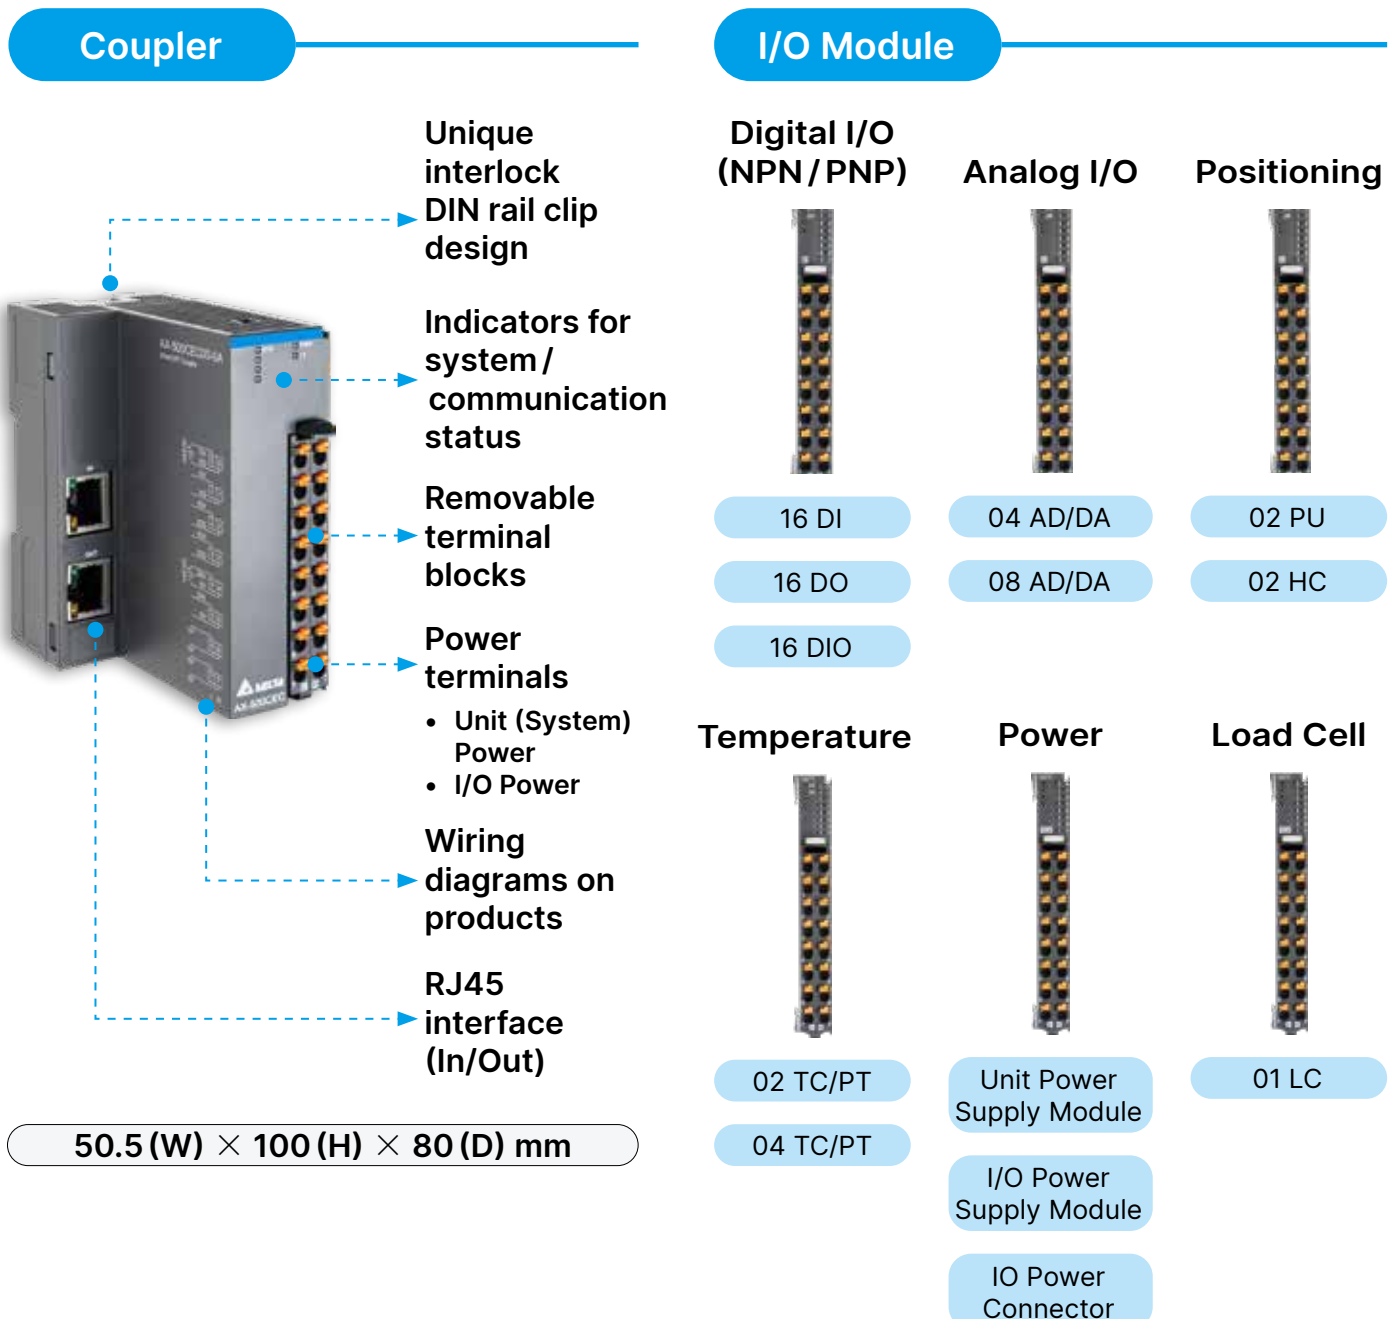 Coupler
Unique
interlock
DIN rail clip
design
Indicators for
system/
communication
status
Removable
terminal
blocks
Power
terminals
• Unit (System)
Power
• I/O Power
Wiring
diagrams on
products
RJ45
interface
(In/Out)
50.5 (W) × 100 (H) × 80 (D) mm
I/O Module
Digital I/O
(NPN/PNP)
16 DI
16 DO
16 DIO
Analog I/O
04 AD/DA
08 AD/DA
Positioning
02 PU
02 HC
Temperature
02 TC/PT
04 TC/PT
Power
Unit Power
Supply Module
I/O Power
Supply Module
IO Power
Connector
Load Cell
01 LC